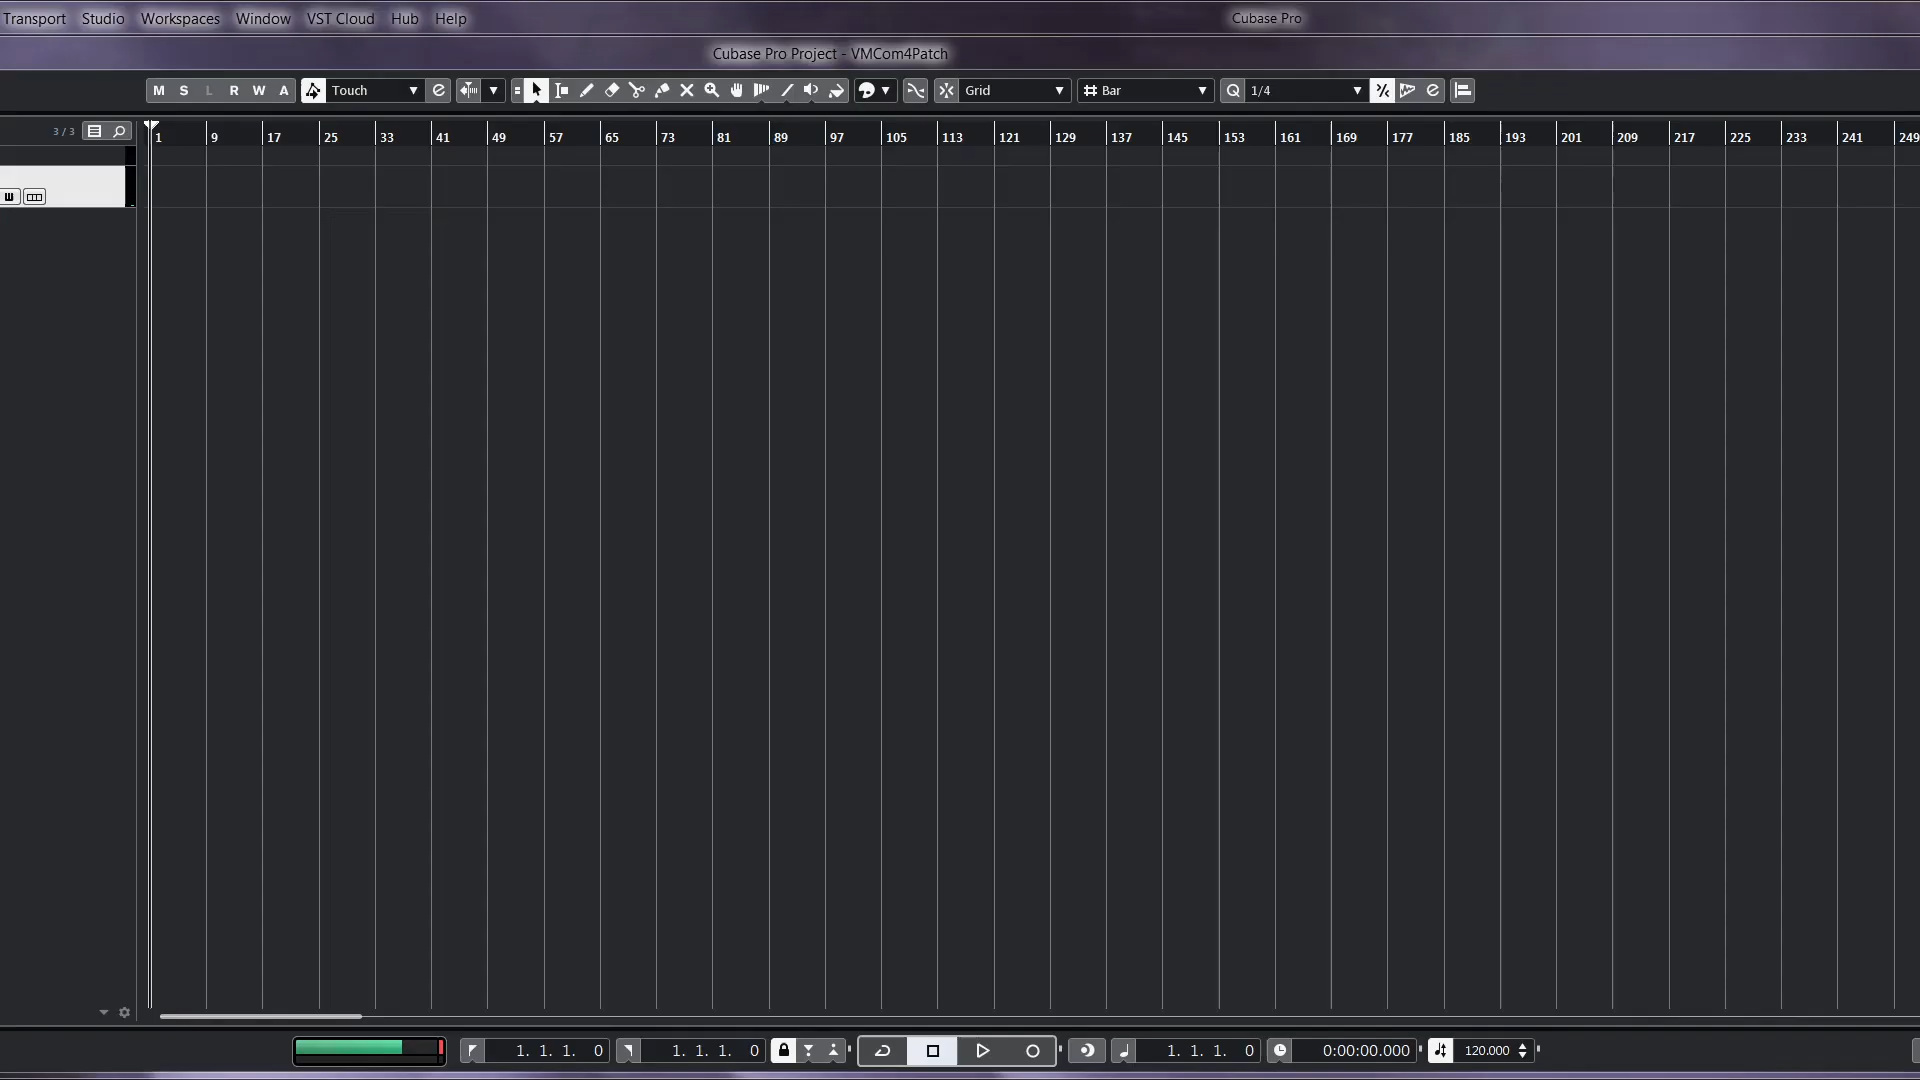 Transport Studio Workspaces Window VST Cloud Hub Help Cubase Pro
Cubase Pro Project - VMCom4Patch
M S L R W A Touch e Grid Bar Q 1/4 e
3 / 3 1 9 17 25 33 41 49 57 65 73 81 89 97 105 113 121 129 137 145 153 161 169 177 185 193 201 209 217 225 233 241 249
1. 1. 1. 0 1. 1. 1. 0 1. 1. 1. 0 0:00:00.000 120.000